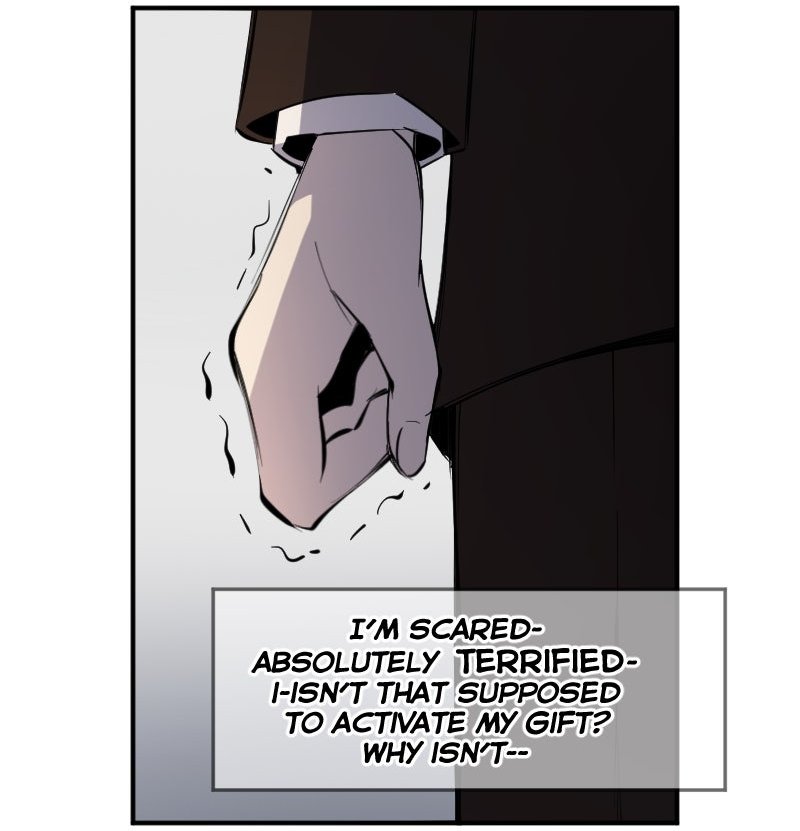 I'M SCARED-
ABSOLUTELY TERRIFIED-
I-ISN'T THAT SUPPOSED
TO ACTIVATE MY GIFT?
WHY ISN'T--